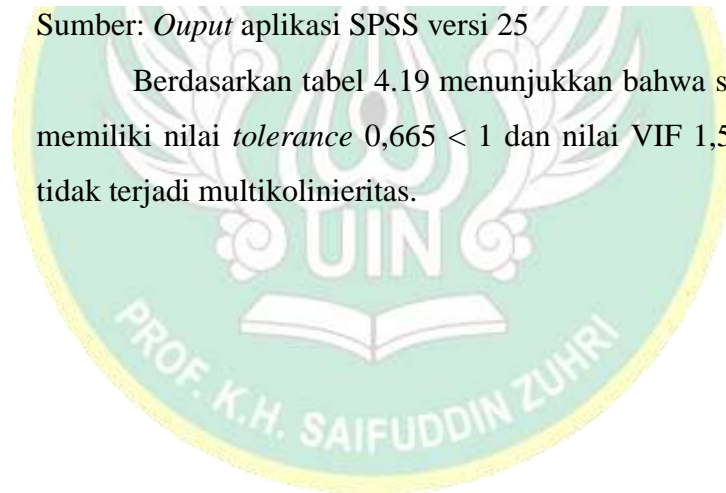 Sumber: Ouput aplikasi SPSS versi 25
Berdasarkan tabel 4.19 menunjukkan bahwa
memiliki nilai tolerance 0,665 < 1 dan nilai VIF 1,5
tidak terjadi multikolinieritas.
UIN
PROF. K.H. SAIFUDDIN ZUHRI